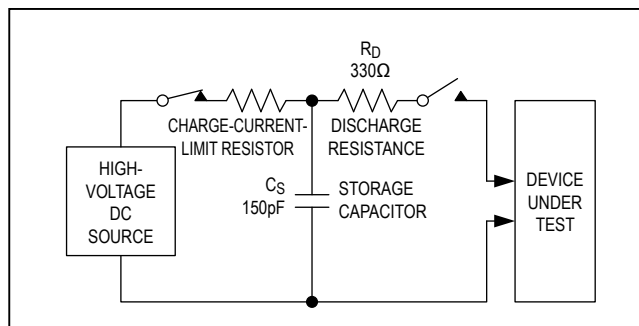 R_D
330Ω
CHARGE-CURRENT-
LIMIT RESISTOR
DISCHARGE
RESISTANCE
HIGH-
VOLTAGE
DC
SOURCE
C_S
150pF
STORAGE
CAPACITOR
DEVICE
UNDER
TEST